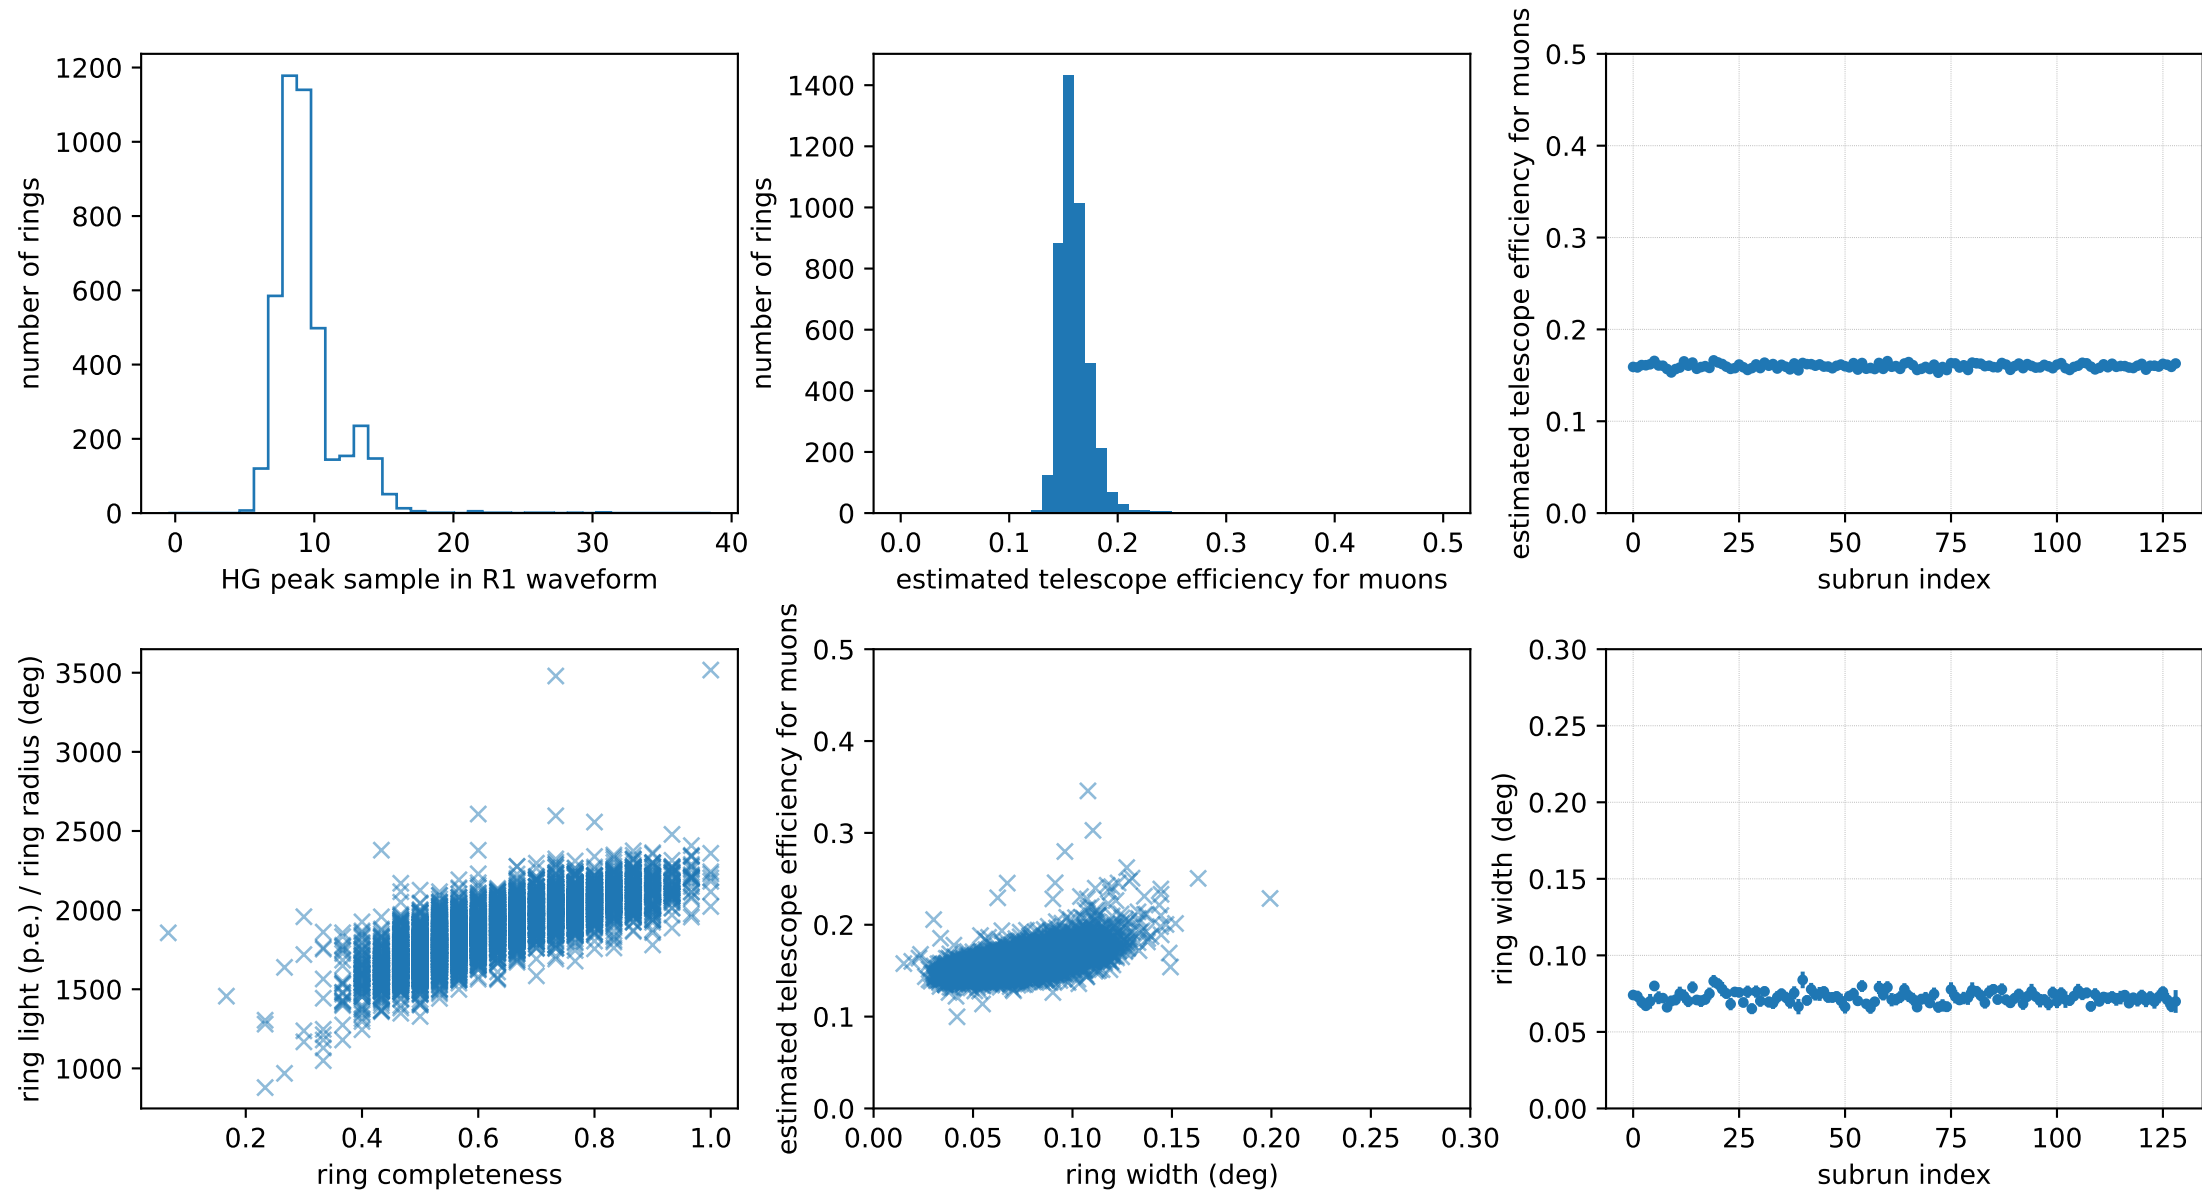 1200
1000
800
600
400
200
0
number of rings
0 10 20 30 40
HG peak sample in R1 waveform
1400
1200
1000
800
600
400
200
0
number of rings
0.0 0.1 0.2 0.3 0.4 0.5
estimated telescope efficiency for muons
0.5
0.4
0.3
0.2
0.1
0.0
estimated telescope efficiency for muons
0 25 50 75 100 125
subrun index
3500
3000
2500
2000
1500
1000
ring light (p.e.) / ring radius (deg)
0.2 0.4 0.6 0.8 1.0
ring completeness
0.5
0.4
0.3
0.2
0.1
0.0
estimated telescope efficiency for muons
0.00 0.05 0.10 0.15 0.20 0.25 0.30
ring width (deg)
0.30
0.25
0.20
0.15
0.10
0.05
0.00
ring width (deg)
0 25 50 75 100 125
subrun index